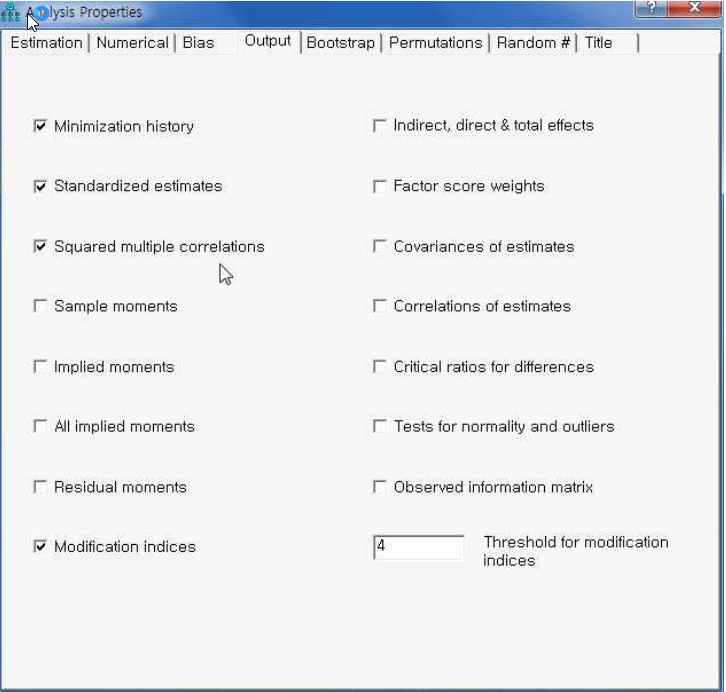 Analysis Properties
?
X
Estimation
Numerical
Bias
Output
Bootstrap
Permutations
Random #
Title
Minimization history
Indirect, direct & total effects
Standardized estimates
Factor score weights
Squared multiple correlations
Covariances of estimates
Sample moments
Correlations of estimates
Implied moments
Critical ratios for differences
All implied moments
Tests for normality and outliers
Residual moments
Observed information matrix
Modification indices
4
Threshold for modification
indices